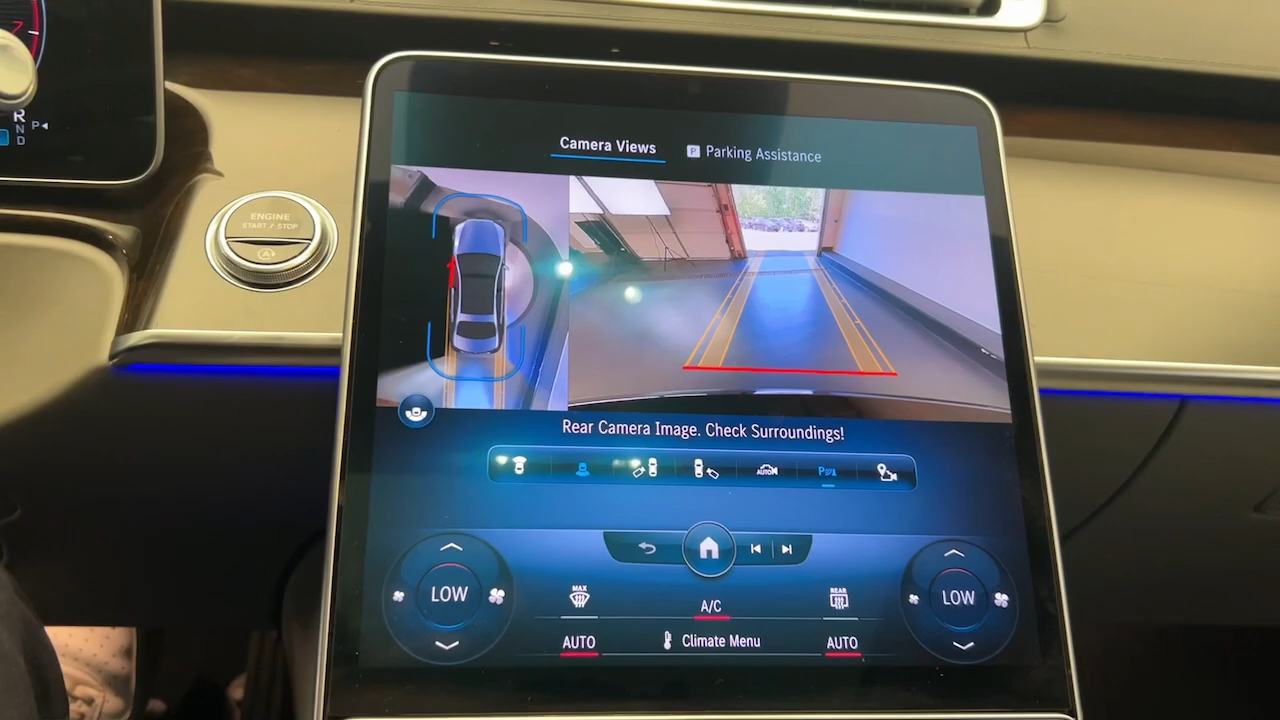 R
N
D
P
ENGINE
START / STOP
A
Camera Views
P Parking Assistance
Rear Camera Image. Check Surroundings!
AUTO
P
LOW
MAX
A/C
REAR
LOW
AUTO
Climate Menu
AUTO